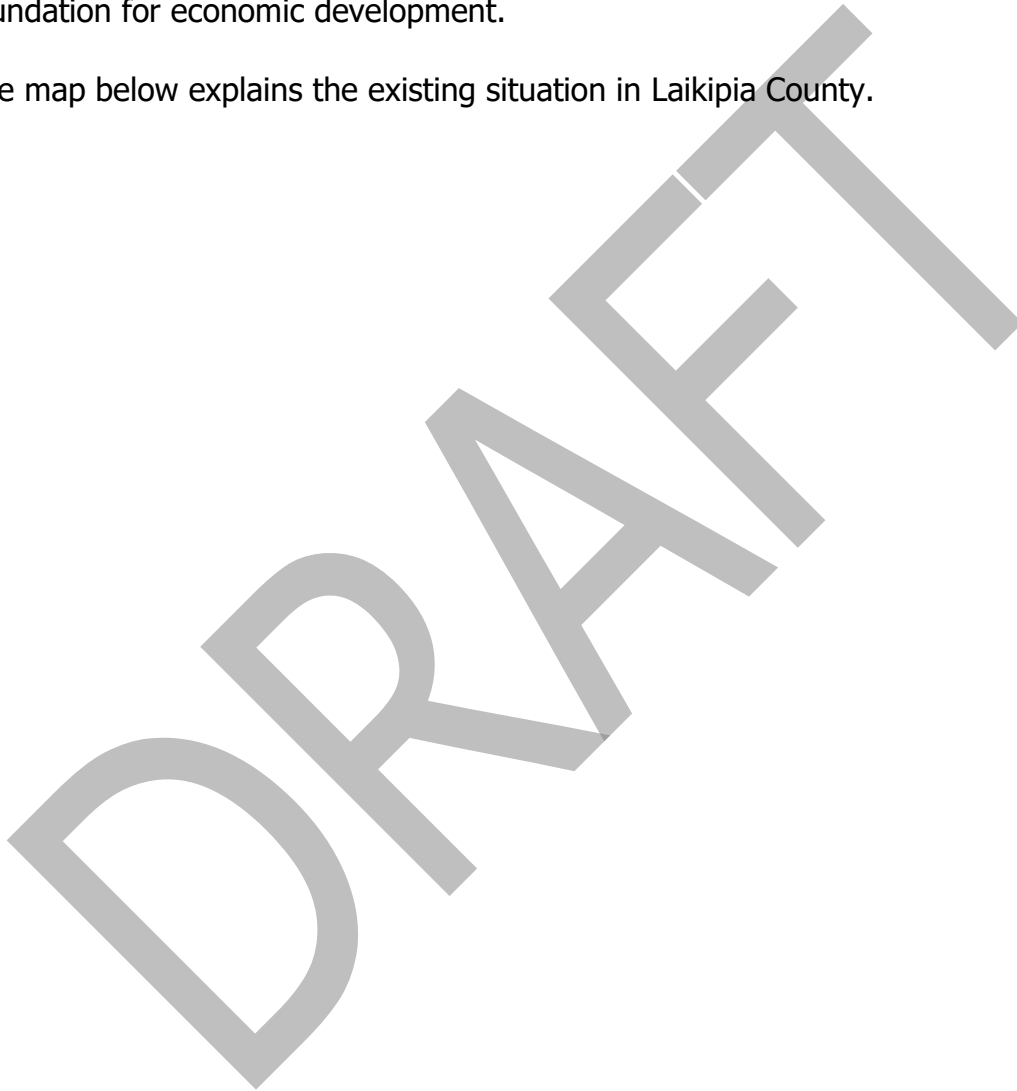 undation for economic development.
e map below explains the existing situation in Laikipia County.
DRAFT